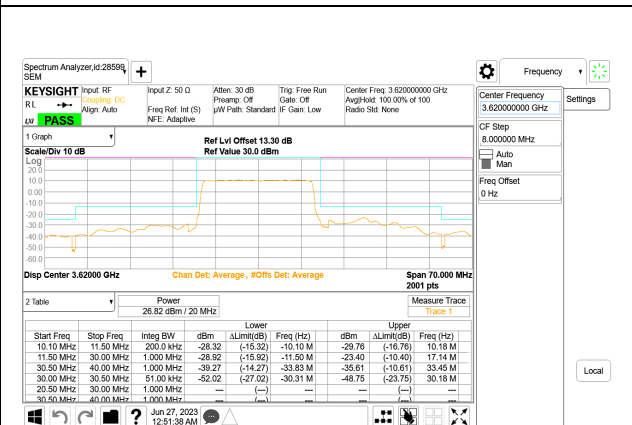 Spectrum Analyzer,id:28599
SEM
Frequency
KEYSIGHT Input: RF Input Z: 50 Ω Atten: 30 dB Trig: Free Run Center Freq: 3.620000000 GHz
Coupling: DC Preamp: Off Gate: Off Avg|Hold: 100.00% of 100
R L Align: Auto Freq Ref: Int (S) µW Path: Standard IF Gain: Low Radio Std: None
NFE: Adaptive
LXI PASS
Center Frequency
3.620000000 GHz
Settings
CF Step
8.000000 MHz
Auto
Man
Freq Offset
0 Hz
1 Graph
Ref Lvl Offset 13.30 dB
Scale/Div 10 dB Ref Value 30.0 dBm
Log
20.0
10.0
0.00
-10.0
-20.0
-30.0
-40.0
-50.0
-60.0
Disp Center 3.62000 GHz Chan Det: Average , #Offs Det: Average Span 70.000 MHz
2001 pts
2 Table Power Measure Trace
26.82 dBm / 20 MHz Trace 1
Lower Upper
Start Freq Stop Freq Integ BW dBm ΔLimit(dB) Freq (Hz) dBm ΔLimit(dB) Freq (Hz)
10.10 MHz 11.50 MHz 200.0 kHz -28.32 (-15.32) -10.10 M -29.76 (-16.76) 10.18 M
11.50 MHz 30.00 MHz 1.000 MHz -28.92 (-15.92) -11.50 M -23.40 (-10.40) 17.14 M
30.50 MHz 40.00 MHz 1.000 MHz -39.27 (-14.27) -33.83 M -35.61 (-10.61) 33.45 M
30.00 MHz 30.50 MHz 51.00 kHz -52.02 (-27.02) -30.31 M -48.75 (-23.75) 30.18 M
20.50 MHz 30.00 MHz 1.000 MHz --- (---) --- --- (---) ---
30.50 MHz 40.00 MHz 1.000 MHz --- (---) --- --- (---) ---
Local
? Jun 27, 2023
12:51:38 AM